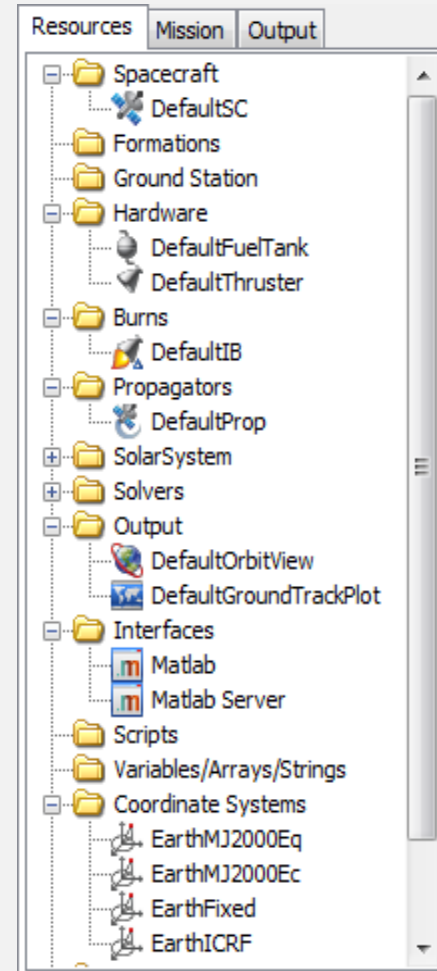 Resources Mission Output
Spacecraft
DefaultSC
Formations
Ground Station
Hardware
DefaultFuelTank
DefaultThruster
Burns
DefaultIB
Propagators
DefaultProp
SolarSystem
Solvers
Output
DefaultOrbitView
DefaultGroundTrackPlot
Interfaces
.m Matlab
.m Matlab Server
Scripts
Variables/Arrays/Strings
Coordinate Systems
EarthMJ2000Eq
EarthMJ2000Ec
EarthFixed
EarthICRF